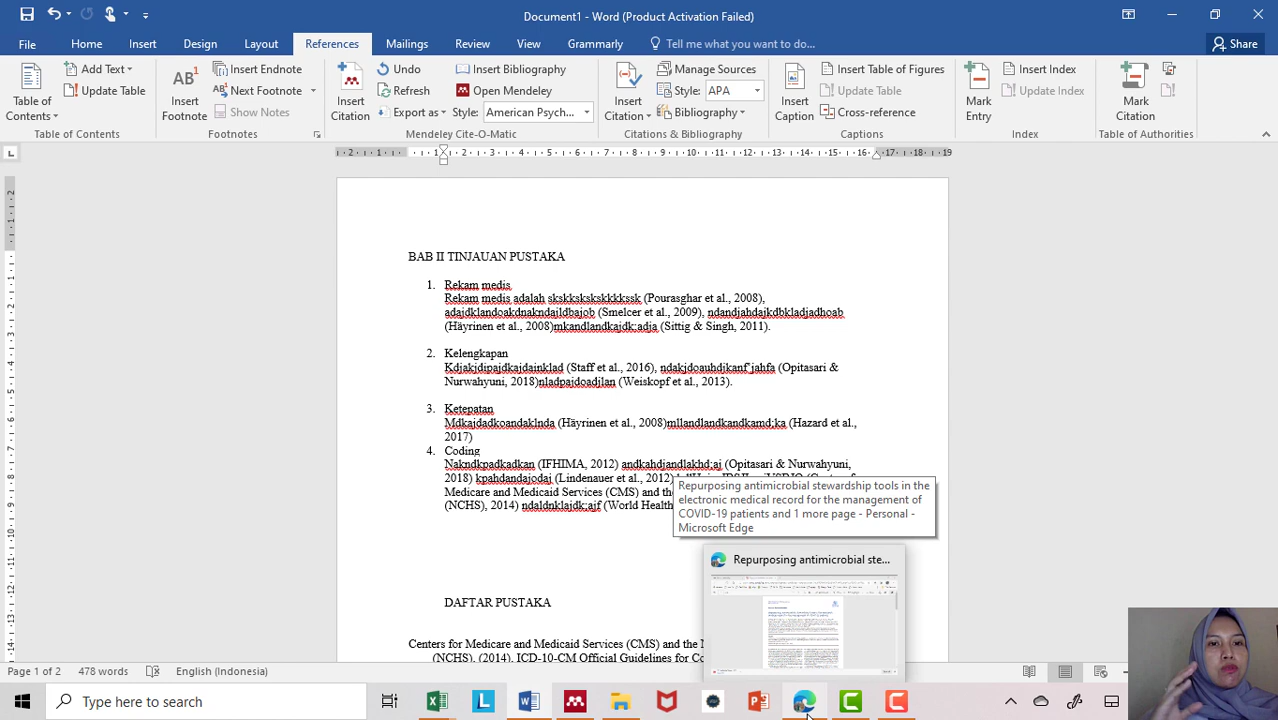 Document1 - Word (Product Activation Failed)
File Home Insert Design Layout References Mailings Review View Grammarly Tell me what you want to do... Share
Table of Contents
Add Text
Update Table
Table of Contents
AB¹
Insert Footnote
Insert Endnote
Next Footnote
Show Notes
Footnotes
Insert Citation
Undo
Refresh
Export as
Insert Bibliography
Open Mendeley
Style: American Psych...
Mendeley Cite-O-Matic
Insert Citation
Manage Sources
Style: APA
Bibliography
Citations & Bibliography
Insert Caption
Insert Table of Figures
Update Table
Cross-reference
Captions
Mark Entry
Insert Index
Update Index
Index
Mark Citation
Table of Authorities
BAB II TINJAUAN PUSTAKA
1. Rekam medis
Rekam medis adalah skskkskskskkkkssk (Pourasghar et al., 2008),
adajdklandoakdnakndajldbajob (Smelcer et al., 2009), ndandjahdajkdbkladjadhoab
(Häyrinen et al., 2008)mkandlandkajdk;adja (Sittig & Singh, 2011).
2. Kelengkapan
Kdjakjdipajdkajdainklad (Staff et al., 2016), ndakjdoauhdjkanf'jahfa (Opitasari &
Nurwahyuni, 2018)nladpajdoadjlan (Weiskopf et al., 2013).
3. Ketepatan
Mdkajdadkoandaklnda (Häyrinen et al., 2008)mllandlandkandkamd;ka (Hazard et al.,
2017)
4. Coding
Nakndkpadkadkan (IFHIMA, 2012) andkahdjandlakhd;aj (Opitasari & Nurwahyuni,
2018) kpahdandajodaj (Lindenauer et al., 2012)
Medicare and Medicaid Services (CMS) and the
(NCHS), 2014) ndaldnklajdk;ajf (World Health
Repurposing antimicrobial stewardship tools in the
electronic medical record for the management of
COVID-19 patients and 1 more page - Personal -
Microsoft Edge
Repurposing antimicrobial ste...
DAFTAR PUSTAKA
Centers for Medicare and Medicaid Services (CMS) and the
(NCHS). (2014). ICD-10-CM Official Guidelines for
Page 1 of English (Indonesia)
Type here to search